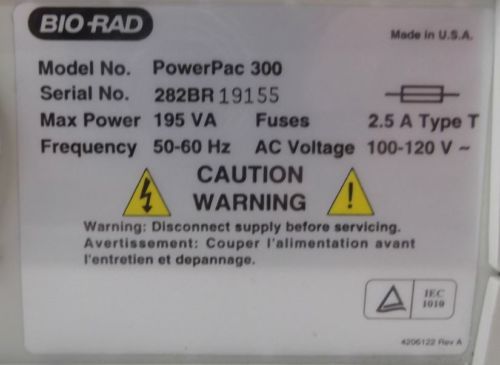 BIO-RAD
Made in U.S.A.
Model No. PowerPac 300
Serial No. 282BR 19155
Max Power 195 VA Fuses 2.5 A Type T
Frequency 50-60 Hz AC Voltage 100-120 V ~
CAUTION
WARNING
Warning: Disconnect supply before servicing.
Avertissement: Couper l'alimentation avant
l'entretien et depannage.
IEC
1010
4206122 Rev A